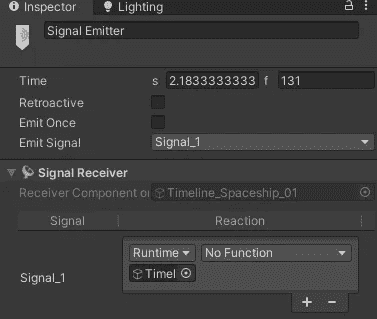 Inspector
Lighting
Signal Emitter
Time s 2.1833333333 f 131
Retroactive
Emit Once
Emit Signal Signal_1
Signal Receiver
Receiver Component on Timeline_Spaceship_01
Signal Reaction
Runtime No Function
Signal_1 Timel
+ −